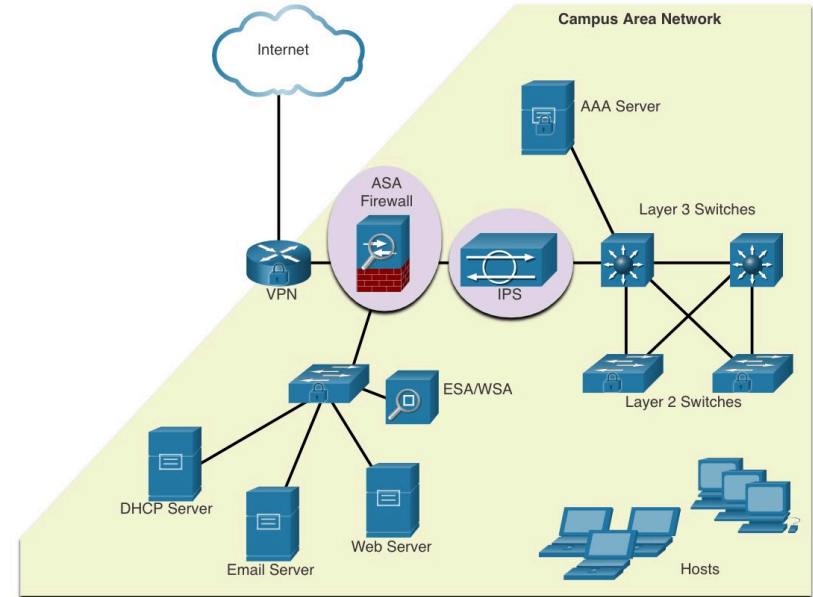 Campus Area Network
Internet
AAA Server
ASA
Firewall
Layer 3 Switches
VPN
IPS
ESA/WSA
Layer 2 Switches
DHCP Server
Web Server
Email Server
Hosts